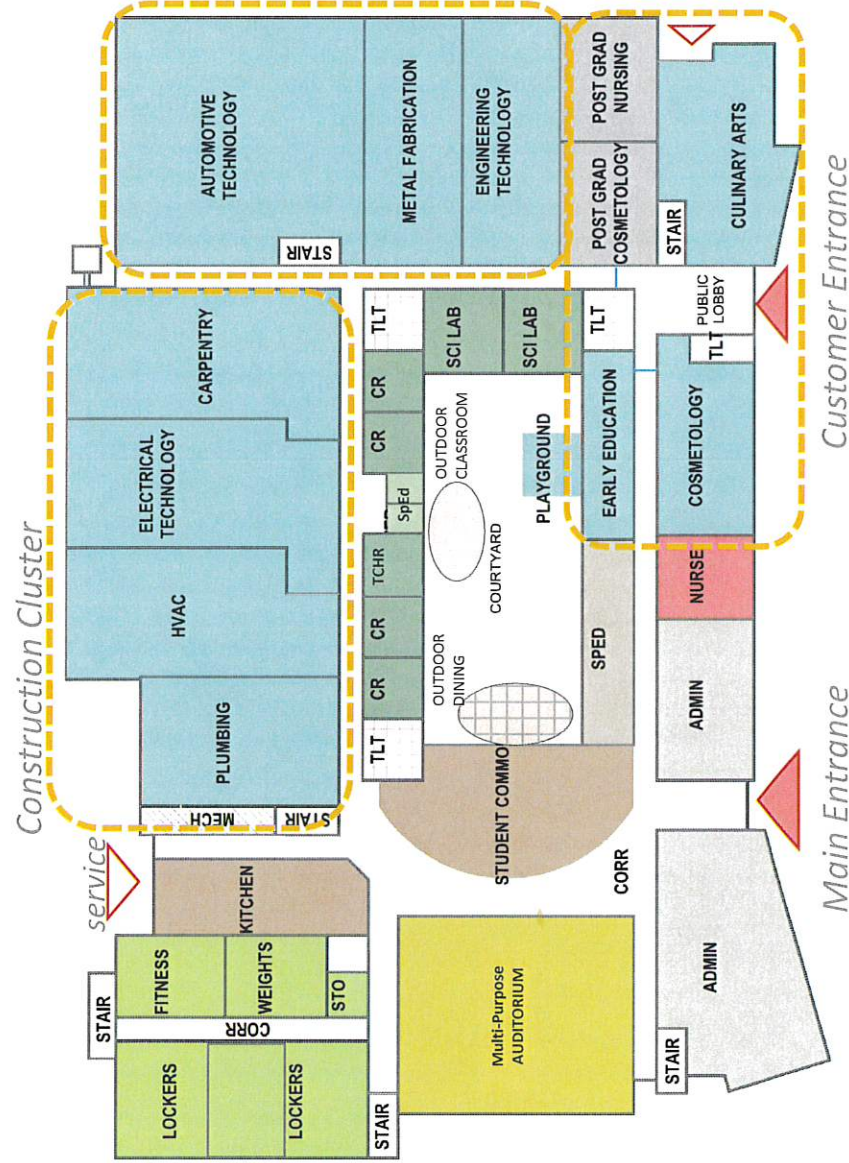 Construction Cluster
service
PLUMBING
HVAC
ELECTRICAL
TECHNOLOGY
CARPENTRY
MECH
STAIR
AUTOMOTIVE
TECHNOLOGY
METAL FABRICATION
ENGINEERING
TECHNOLOGY
STAIR
POST GRAD
NURSING
POST GRAD
COSMETOLOGY
STAIR
CULINARY ARTS
STAIR
FITNESS
WEIGHTS
STO
CORR
LOCKERS
LOCKERS
STAIR
KITCHEN
TLT
CR
CR
TCHR
SpEd
CR
CR
TLT
SCI LAB
SCI LAB
TLT
OUTDOOR
DINING
COURTYARD
OUTDOOR
CLASSROOM
PLAYGROUND
STUDENT COMMO
SPED
EARLY EDUCATION
Multi-Purpose
AUDITORIUM
CORR
STAIR
ADMIN
ADMIN
NURSE
COSMETOLOGY
TLT
PUBLIC
LOBBY
Main Entrance
Customer Entrance